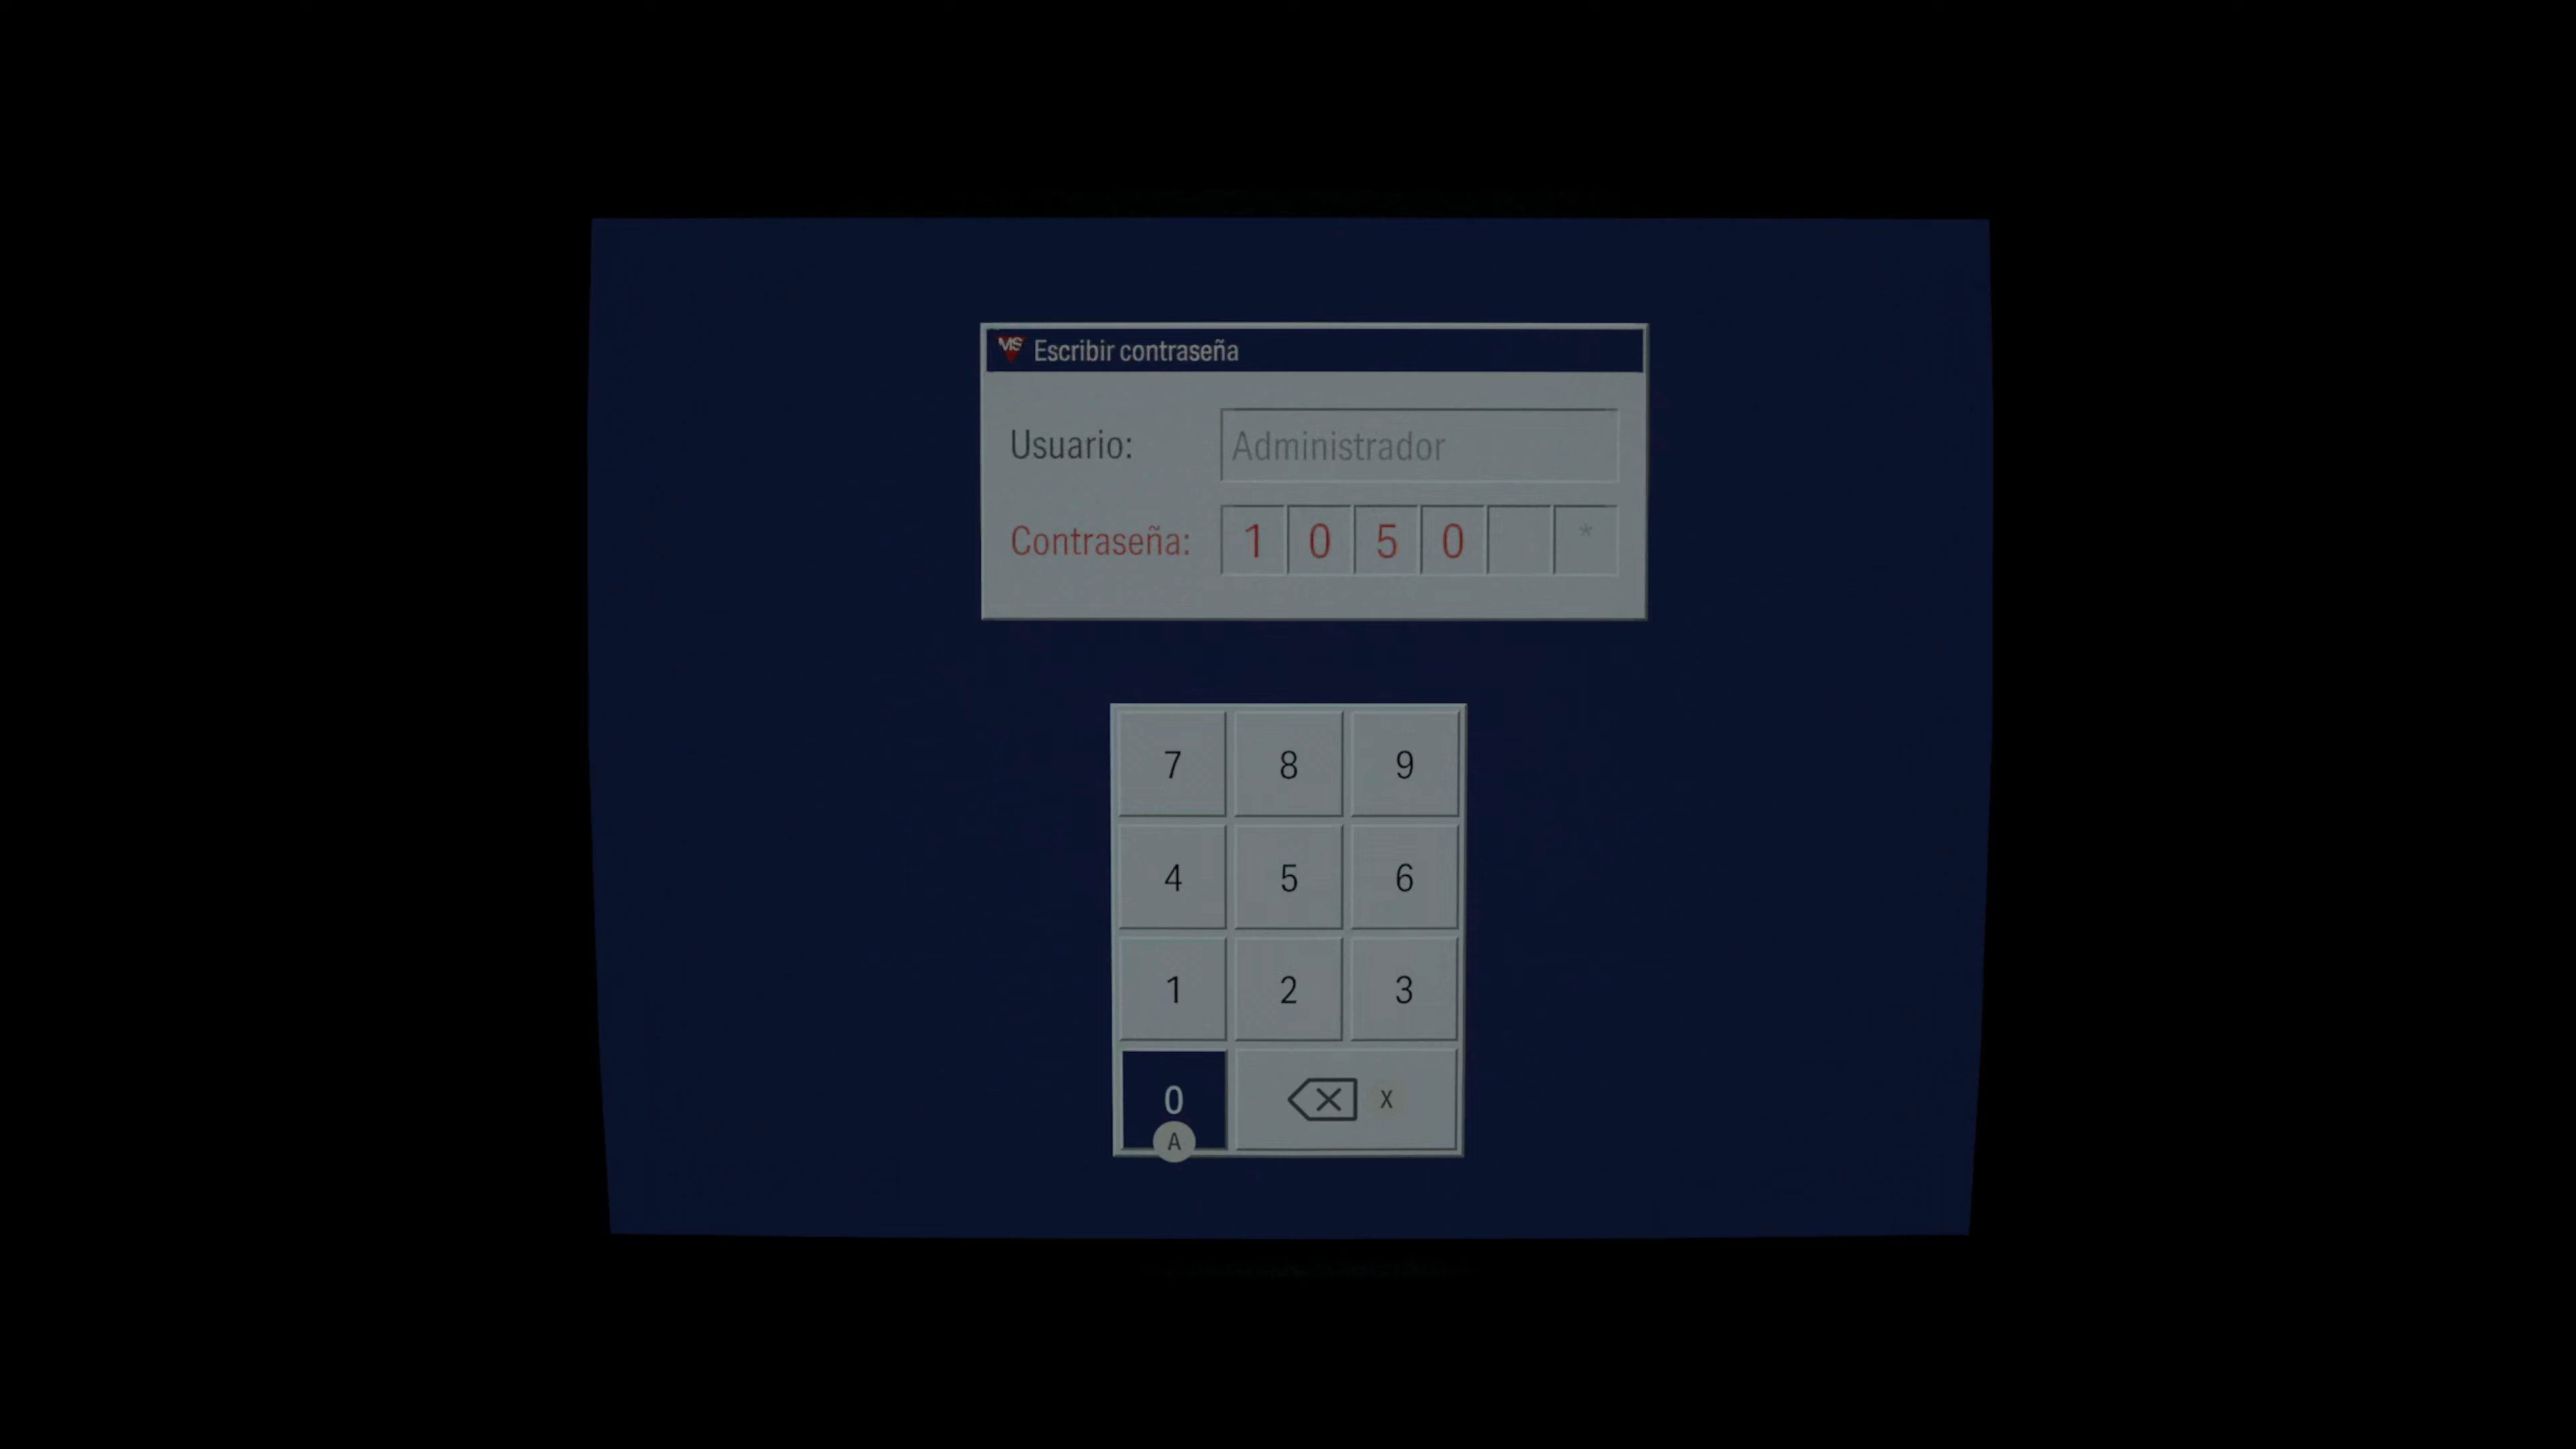 MS Escribir contraseña
Usuario: Administrador
Contraseña: 1 0 5 0 *
7 8 9
4 5 6
1 2 3
0 X
A